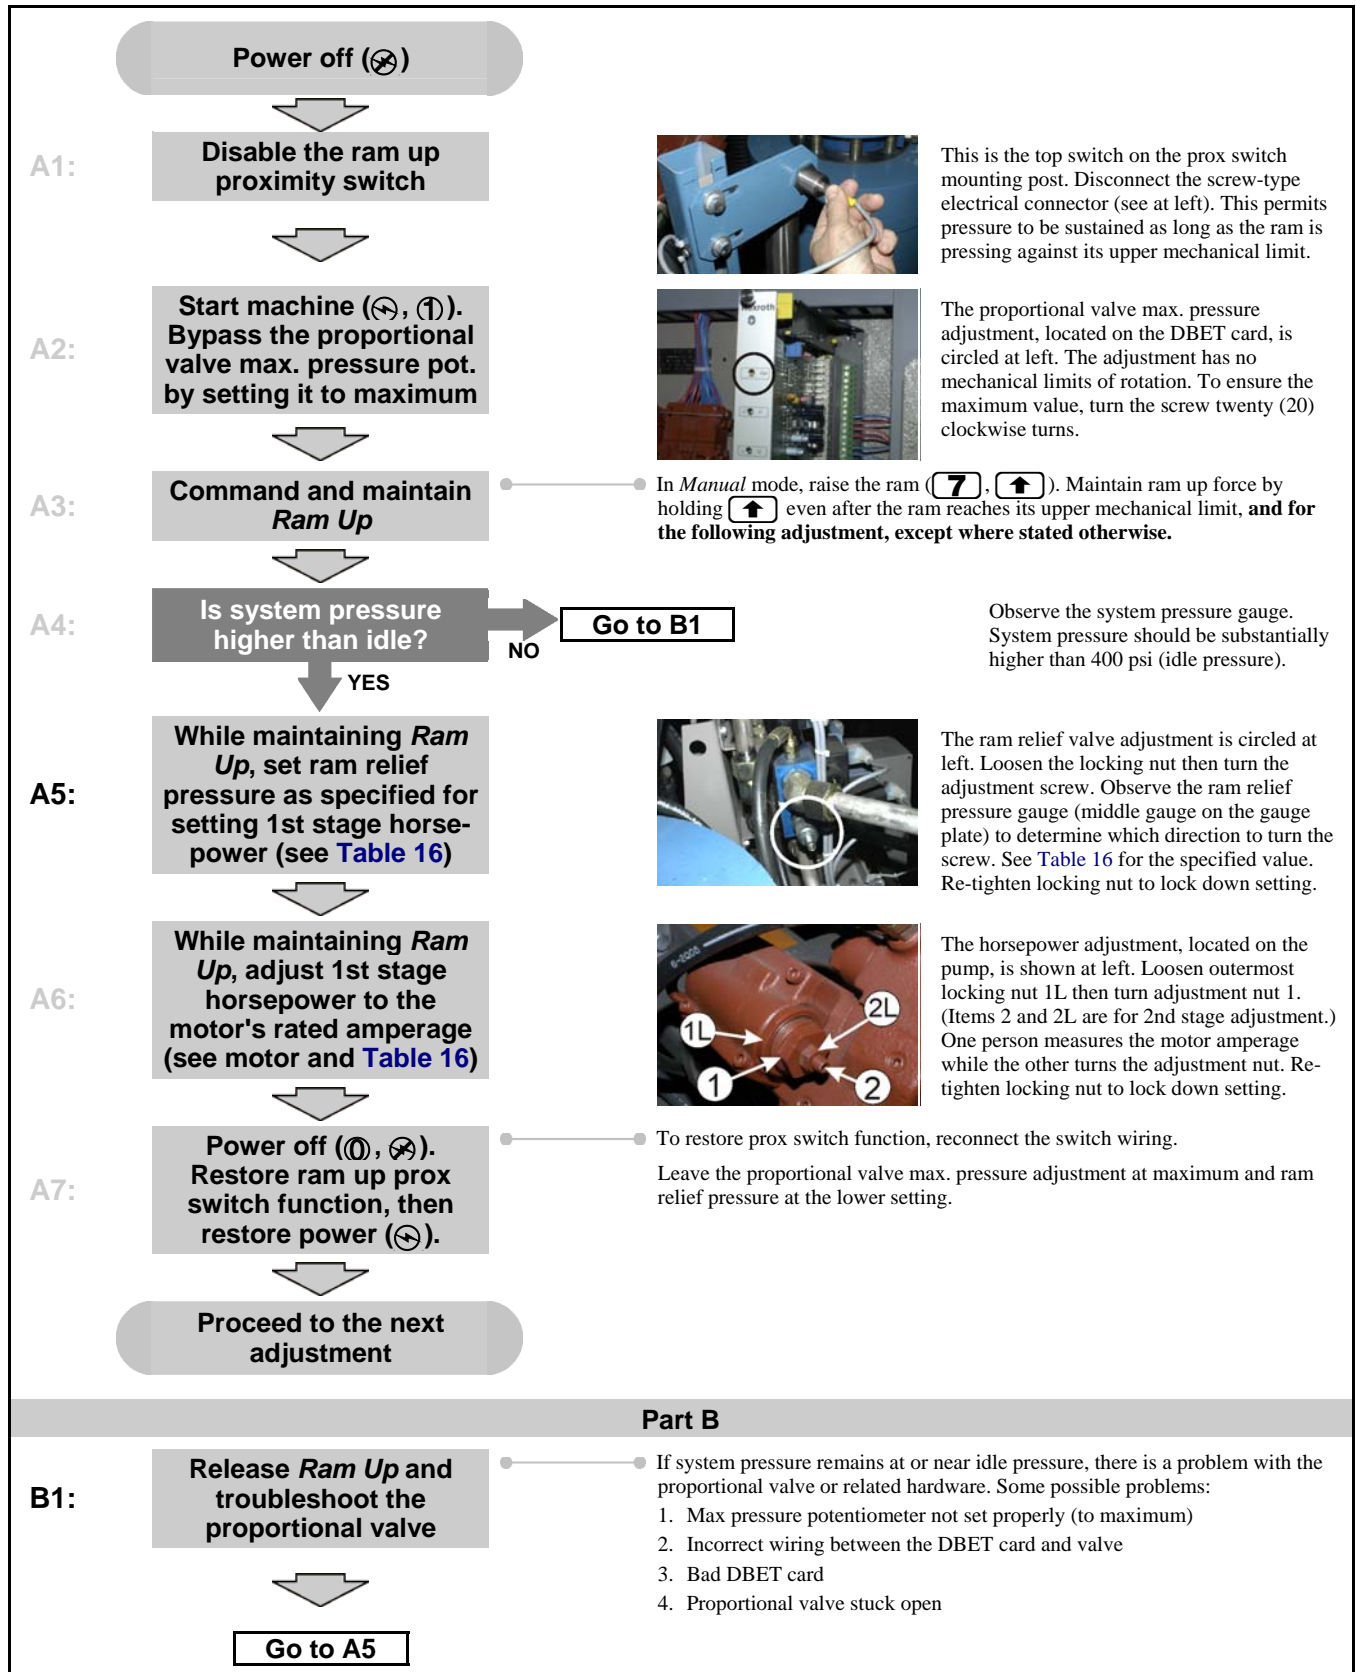 Power off ( )
A1:
Disable the ram up
proximity switch
This is the top switch on the prox switch
mounting post. Disconnect the screw-type
electrical connector (see at left). This permits
pressure to be sustained as long as the ram is
pressing against its upper mechanical limit.
A2:
Start machine ( , 1).
Bypass the proportional
valve max. pressure pot.
by setting it to maximum
The proportional valve max. pressure
adjustment, located on the DBET card, is
circled at left. The adjustment has no
mechanical limits of rotation. To ensure the
maximum value, turn the screw twenty (20)
clockwise turns.
A3:
Command and maintain
Ram Up
In Manual mode, raise the ram (7, ↑). Maintain ram up force by
holding ↑ even after the ram reaches its upper mechanical limit, and for
the following adjustment, except where stated otherwise.
A4:
Is system pressure
higher than idle?
NO
Go to B1
YES
Observe the system pressure gauge.
System pressure should be substantially
higher than 400 psi (idle pressure).
A5:
While maintaining Ram
Up, set ram relief
pressure as specified for
setting 1st stage horse-
power (see Table 16)
The ram relief valve adjustment is circled at
left. Loosen the locking nut then turn the
adjustment screw. Observe the ram relief
pressure gauge (middle gauge on the gauge
plate) to determine which direction to turn the
screw. See Table 16 for the specified value.
Re-tighten locking nut to lock down setting.
A6:
While maintaining Ram
Up, adjust 1st stage
horsepower to the
motor's rated amperage
(see motor and Table 16)
1L
2L
1
2
The horsepower adjustment, located on the
pump, is shown at left. Loosen outermost
locking nut 1L then turn adjustment nut 1.
(Items 2 and 2L are for 2nd stage adjustment.)
One person measures the motor amperage
while the other turns the adjustment nut. Re-
tighten locking nut to lock down setting.
A7:
Power off (0, ).
Restore ram up prox
switch function, then
restore power ( ).
To restore prox switch function, reconnect the switch wiring.
Leave the proportional valve max. pressure adjustment at maximum and ram
relief pressure at the lower setting.
Proceed to the next
adjustment
Part B
B1:
Release Ram Up and
troubleshoot the
proportional valve
If system pressure remains at or near idle pressure, there is a problem with the
proportional valve or related hardware. Some possible problems:
1. Max pressure potentiometer not set properly (to maximum)
2. Incorrect wiring between the DBET card and valve
3. Bad DBET card
4. Proportional valve stuck open
Go to A5